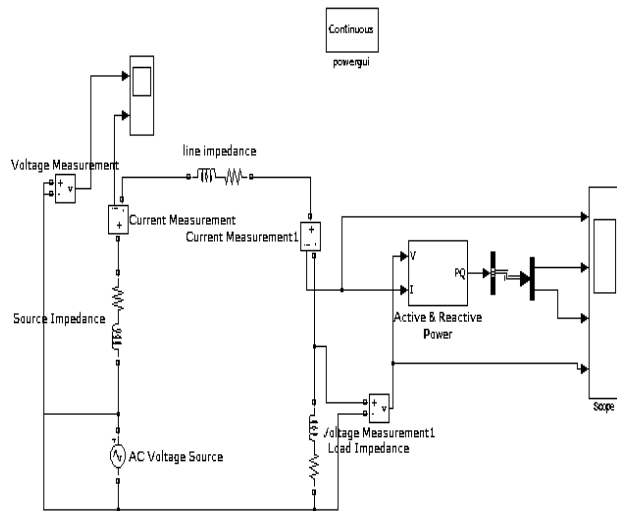 Continuous
powergui
line impedance
Voltage Measurement
+
-
v
Current Measurement
Current Measurement1
+
+
V
I
PQ
Active & Reactive
Power
Source Impedance
+
-
v
Voltage Measurement1
Load Impedance
AC Voltage Source
Scope